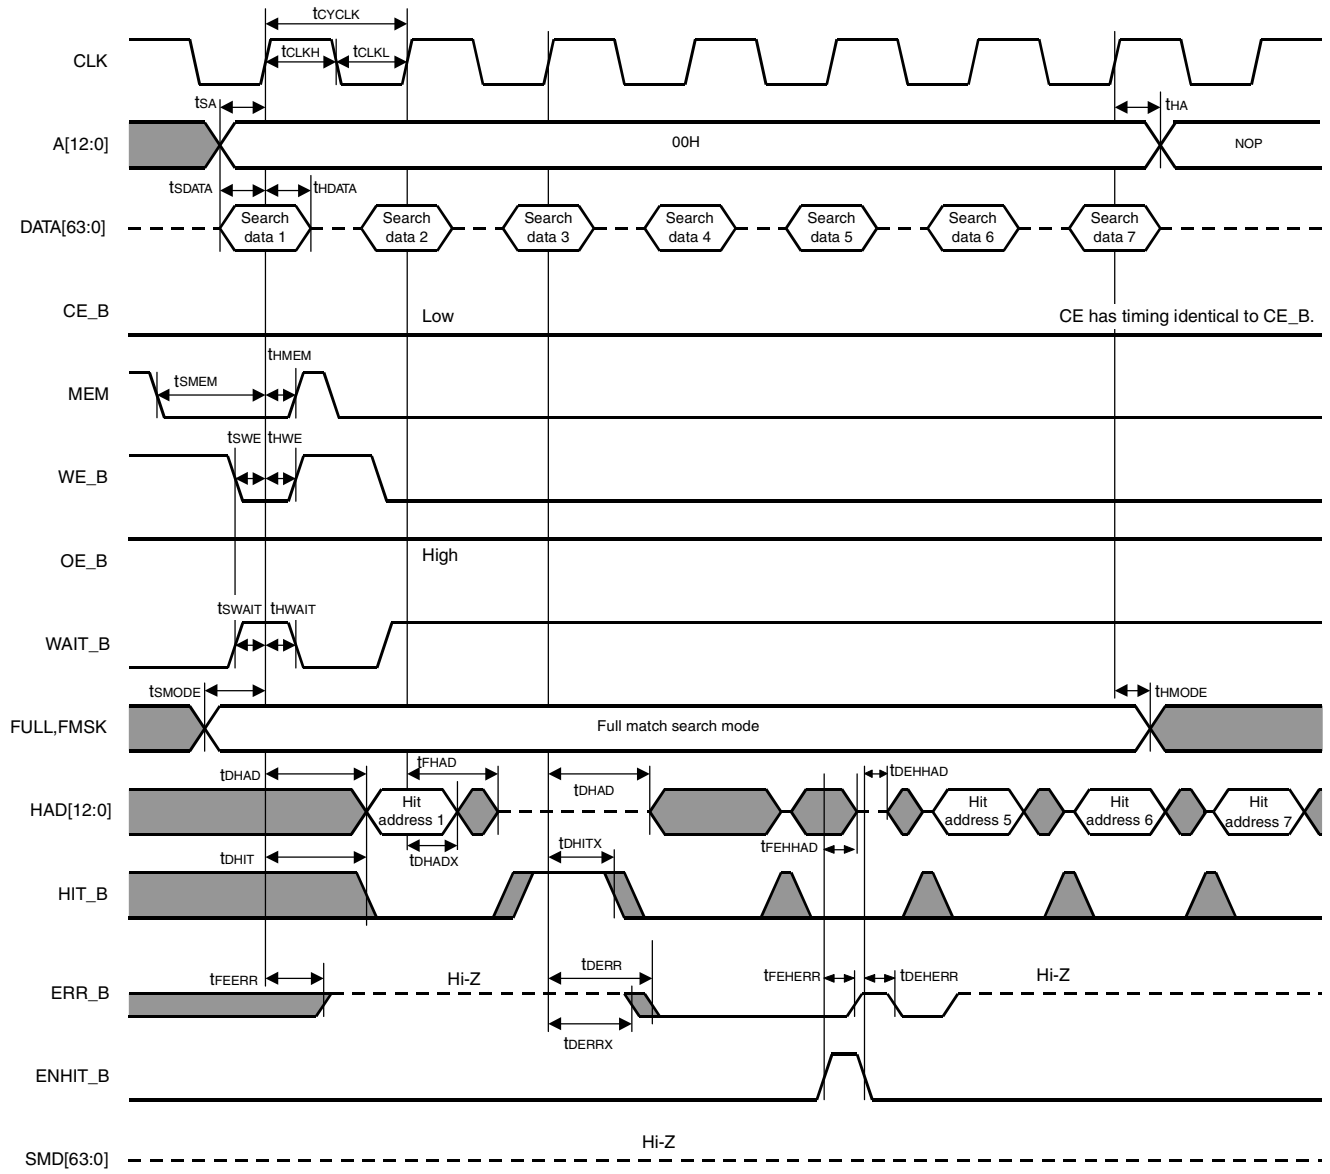 tCYCLK
CLK
tCLKH
tCLKL
tSA
tHA
A[12:0]
00H
NOP
tSDATA
tHDATA
DATA[63:0]
Search
data 1
Search
data 2
Search
data 3
Search
data 4
Search
data 5
Search
data 6
Search
data 7
CE_B
Low
CE has timing identical to CE_B.
tHMEM
MEM
tSMEM
tSWE
tHWE
WE_B
OE_B
High
tSWAIT
tHWAIT
WAIT_B
tSMODE
tHMODE
FULL,FMSK
Full match search mode
tDHAD
tFHAD
tDHAD
tDEHHAD
HAD[12:0]
Hit
address 1
Hit
address 5
Hit
address 6
Hit
address 7
tDHIT
tDHADX
tDHITX
tFEHHAD
HIT_B
tFEERR
Hi-Z
tDERR
tFEHERR
tDEHERR
Hi-Z
ERR_B
tDERRX
ENHIT_B
Hi-Z
SMD[63:0]